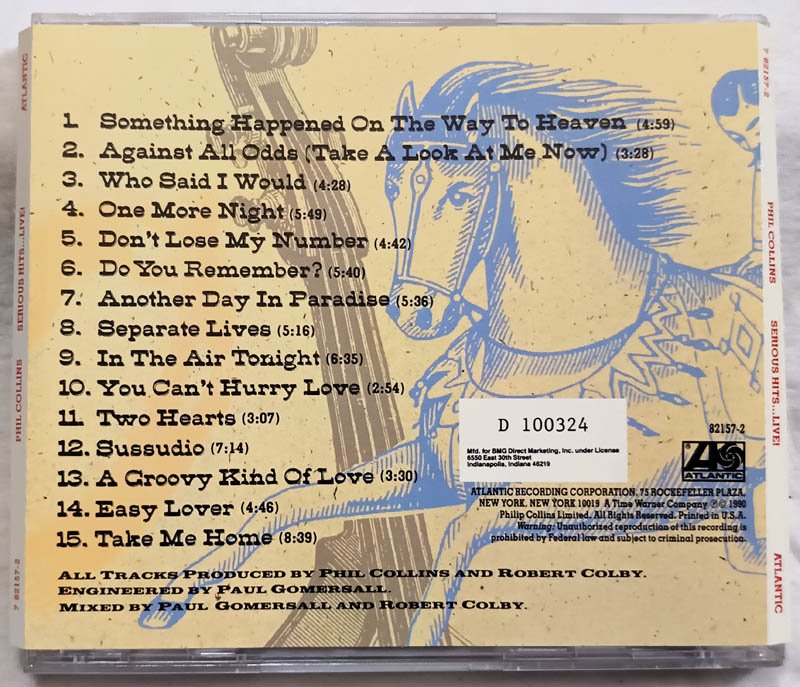 1. Something Happened On The Way To Heaven (4:59)
2. Against All Odds (Take A Look At Me Now) (3:28)
3. Who Said I Would (4:28)
4. One More Night (5:49)
5. Don't Lose My Number (4:42)
6. Do You Remember? (5:40)
7. Another Day In Paradise (5:36)
8. Separate Lives (5:16)
9. In The Air Tonight (6:35)
10. You Can't Hurry Love (2:54)
11. Two Hearts (3:07)
12. Sussudio (7:14)
13. A Groovy Kind Of Love (3:30)
14. Easy Lover (4:46)
15. Take Me Home (8:39)
ALL TRACKS PRODUCED BY PHIL COLLINS AND ROBERT COLBY.
ENGINEERED BY PAUL GOMERSALL.
MIXED BY PAUL GOMERSALL AND ROBERT COLBY.
D 100324
Mfd. for BMG Direct Marketing, Inc. under License
6550 East 30th Street
Indianapolis, Indiana 46219
82157-2
ATLANTIC
ATLANTIC RECORDING CORPORATION, 75 ROCKEFELLER PLAZA,
NEW YORK, NEW YORK 10019 A Time Warner Company ℗ © 1990
Philip Collins Limited. All Rights Reserved. Printed in U.S.A.
Warning: Unauthorized reproduction of this recording is
prohibited by Federal law and subject to criminal prosecution.
7 82157-2 PHIL COLLINS SERIOUS HITS...LIVE! ATLANTIC
7 82157-2 PHIL COLLINS SERIOUS HITS...LIVE! ATLANTIC